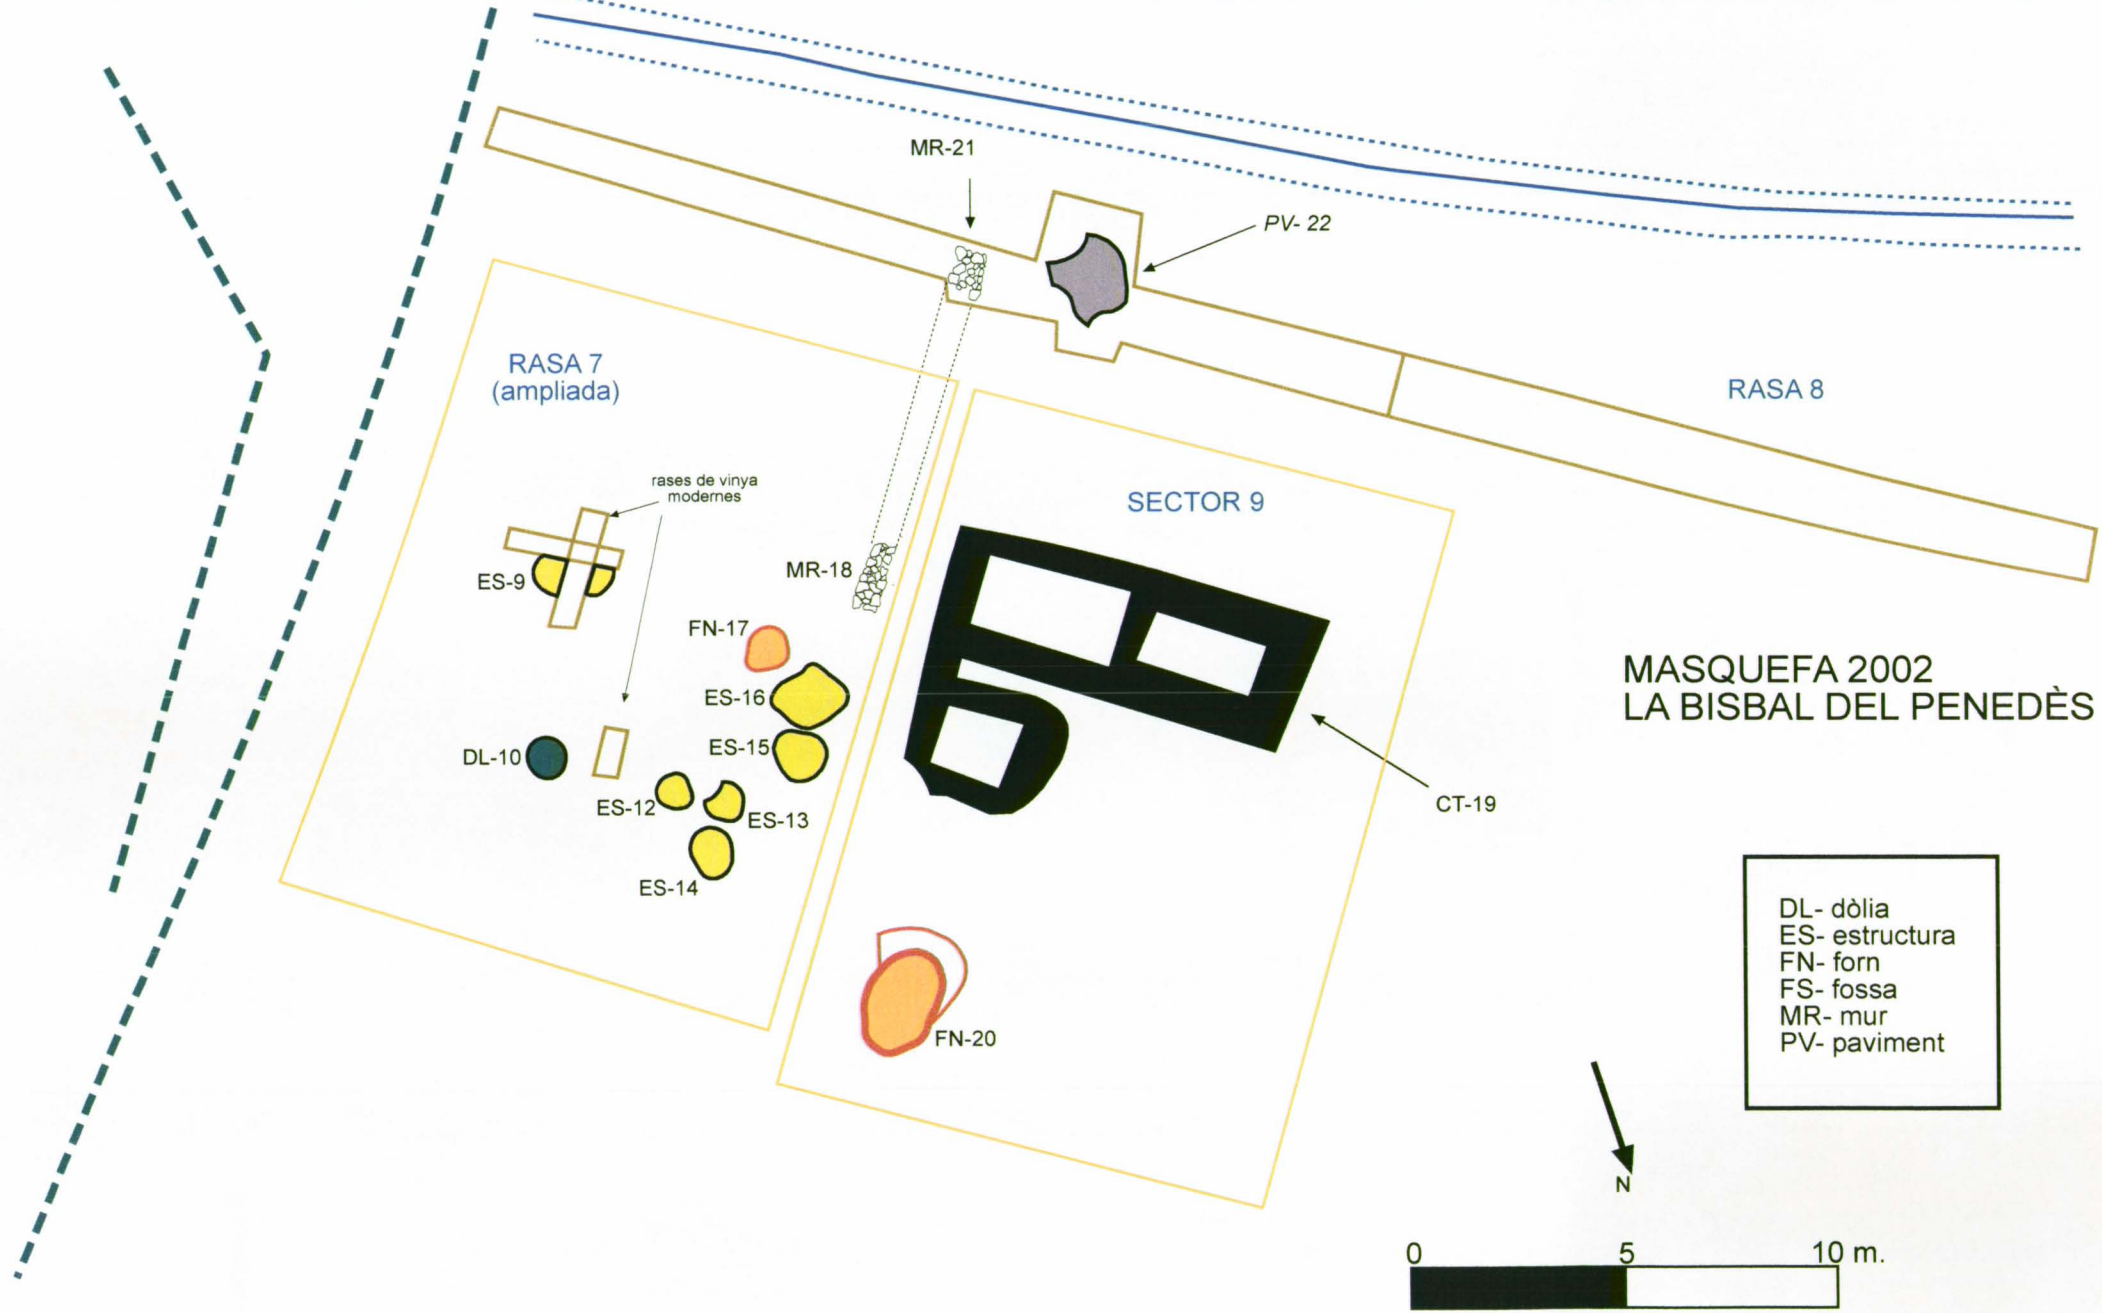 MR-21
PV- 22
RASA 7
(ampliada)
RASA 8
rases de vinya
modernes
SECTOR 9
ES-9
MR-18
FN-17
ES-16
ES-15
DL-10
ES-12
ES-13
ES-14
CT-19
FN-20
MASQUEFA 2002
LA BISBAL DEL PENEDÈS
DL- dòlia
ES- estructura
FN- forn
FS- fossa
MR- mur
PV- paviment
N
0 5 10 m.